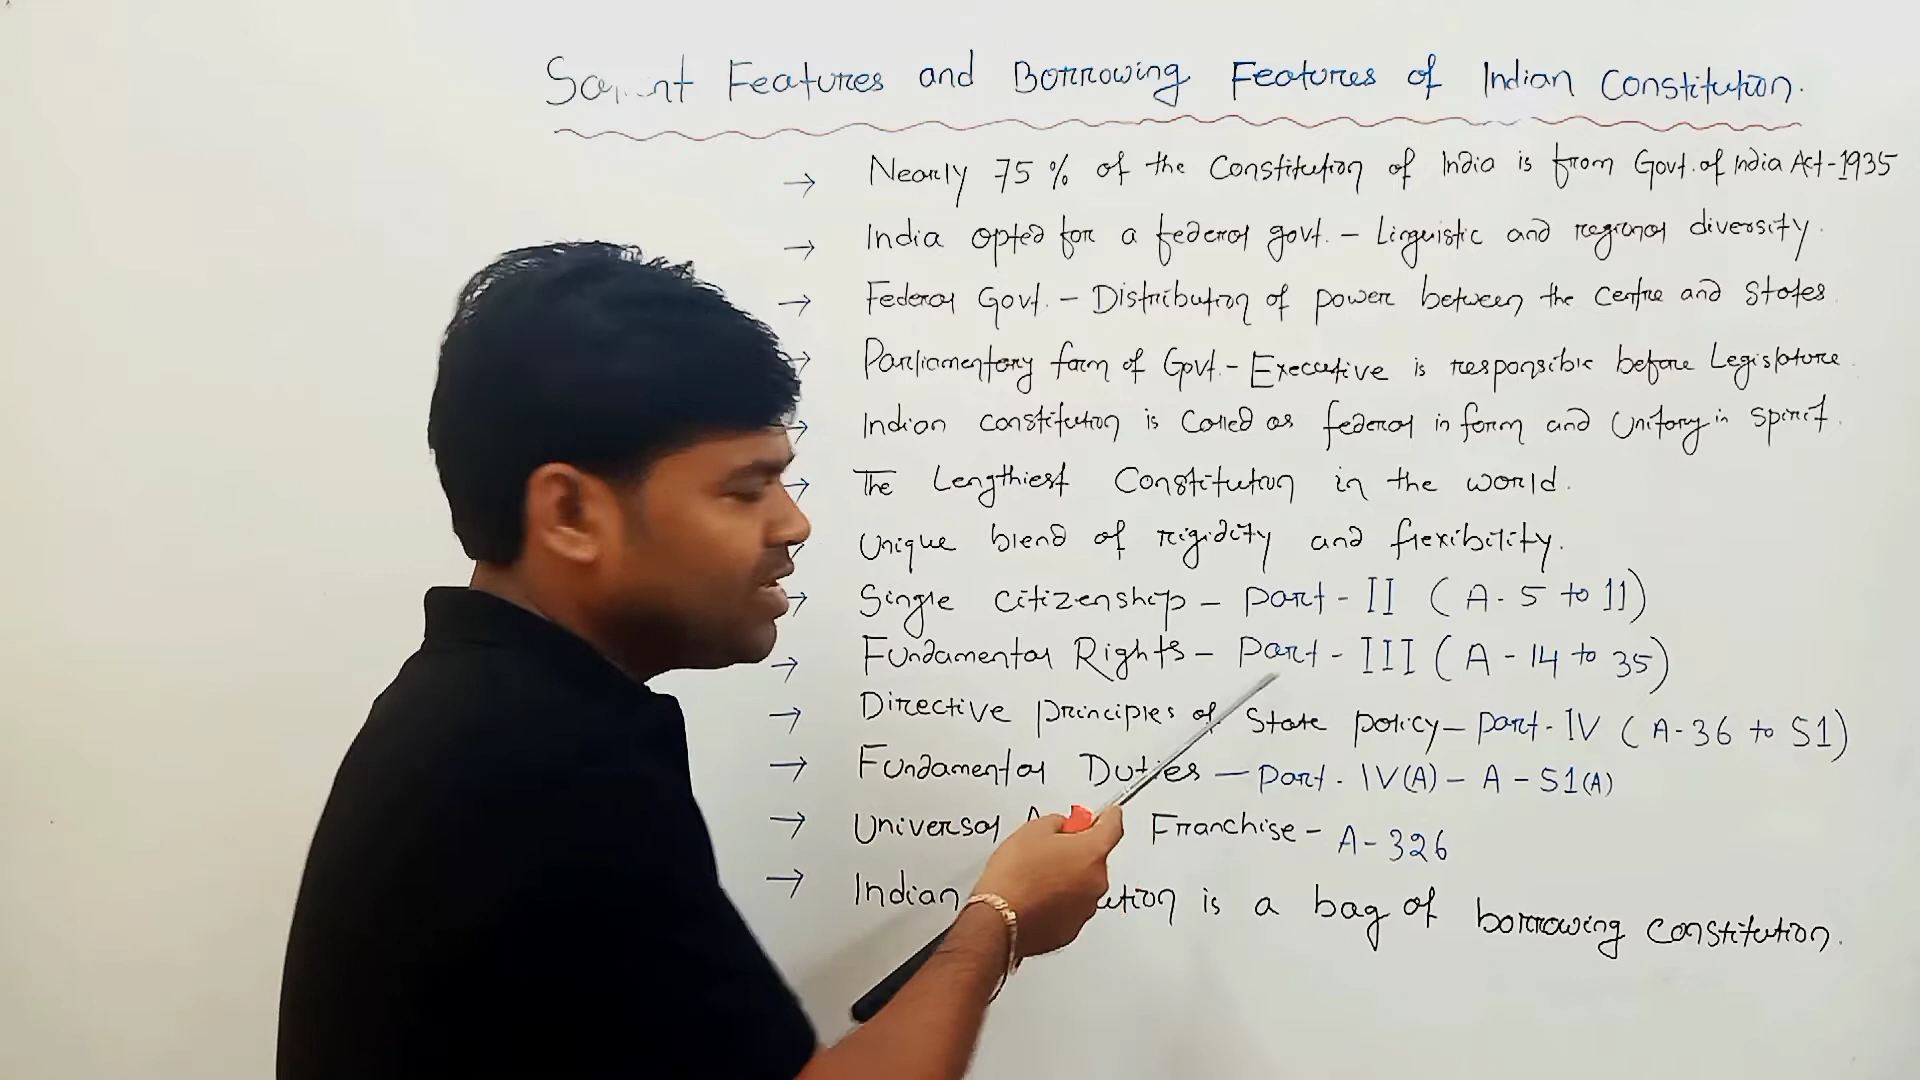 Features and Borrowing Features of Indian Constitution.
→ Nearly 75% of the Constitution of India is from Govt. of India Act-1935
→ India opted for a federal govt. - Linguistic and regional diversity.
→ Federal Govt. - Distribution of power between the Centre and States.
→ Parliamentary form of Govt. - Executive is responsible before Legislature.
→ Indian constitution is called as federal in form and Unitary in spirit.
→ The Lengthiest Constitution in the world.
→ Unique blend of rigidity and flexibility.
→ Single citizenship - Part - II (A - 5 to 11)
→ Fundamental Rights - Part - III (A - 14 to 35)
→ Directive principles of State policy - Part - IV (A - 36 to 51)
→ Fundamental Duties - Part - IV(A) - A - 51(A)
→ Universal Franchise - A - 326
→ Indian is a bag of borrowing constitution.